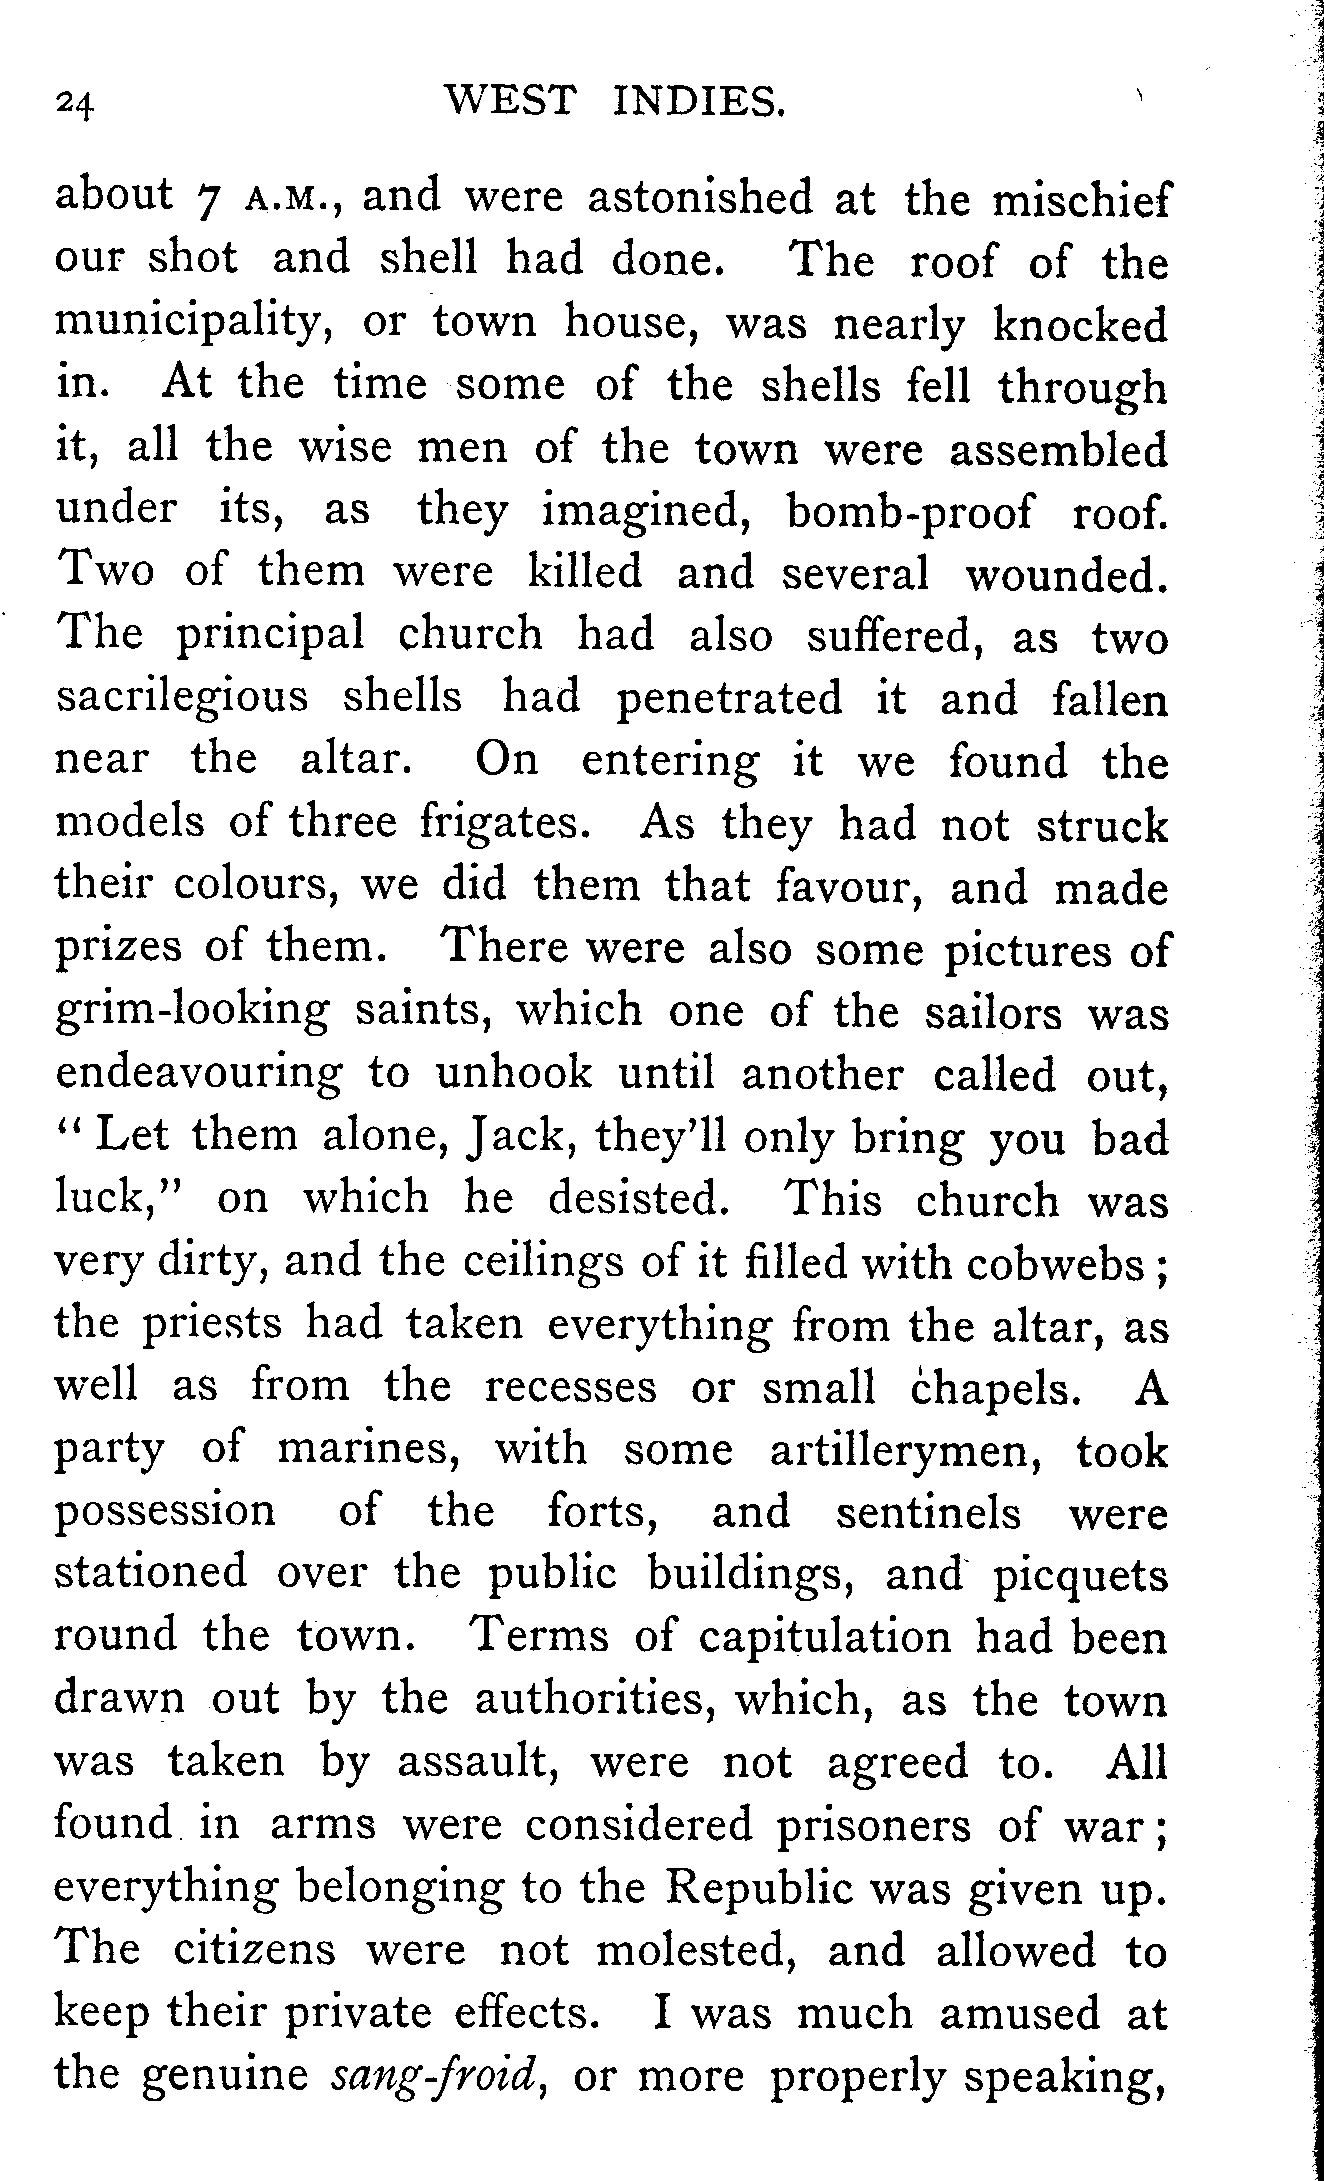 24 WEST INDIES.
about 7 A.M., and were astonished at the mischief
our shot and shell had done. The roof of the
municipality, or town house, was nearly knocked
in. At the time some of the shells fell through
it, all the wise men of the town were assembled
under its, as they imagined, bomb-proof roof.
Two of them were killed and several wounded.
The principal church had also suffered, as two
sacrilegious shells had penetrated it and fallen
near the altar. On entering it we found the
models of three frigates. As they had not struck
their colours, we did them that favour, and made
prizes of them. There were also some pictures of
grim-looking saints, which one of the sailors was
endeavouring to unhook until another called out,
“Let them alone, Jack, they’ll only bring you bad
luck,” on which he desisted. This church was
very dirty, and the ceilings of it filled with cobwebs;
the priests had taken everything from the altar, as
well as from the recesses or small chapels. A
party of marines, with some artillerymen, took
possession of the forts, and sentinels were
stationed over the public buildings, and picquets
round the town. Terms of capitulation had been
drawn out by the authorities, which, as the town
was taken by assault, were not agreed to. All
found in arms were considered prisoners of war;
everything belonging to the Republic was given up.
The citizens were not molested, and allowed to
keep their private effects. I was much amused at
the genuine sang-froid, or more properly speaking,